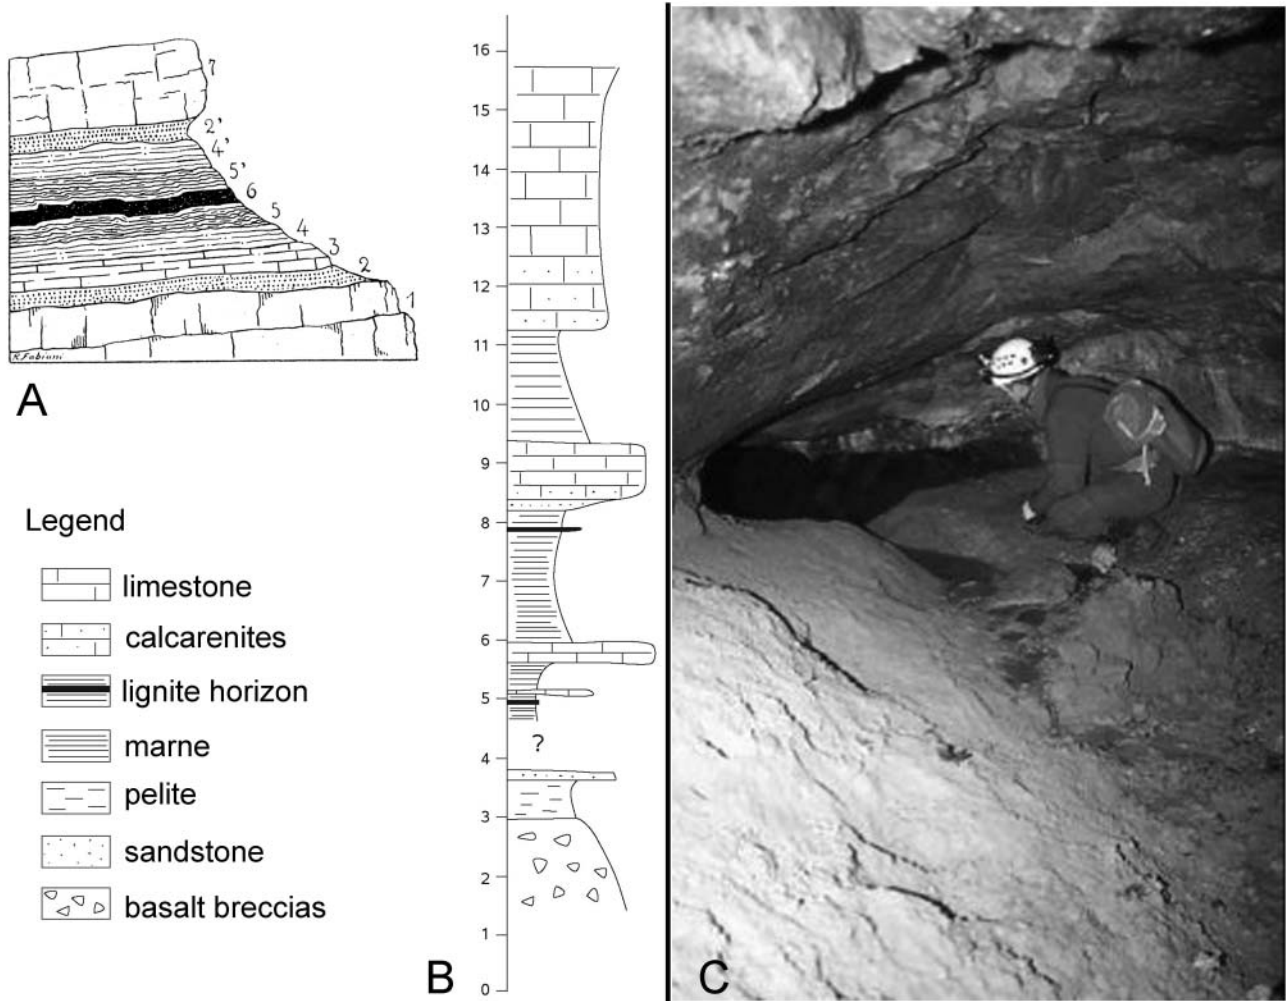 7
2'
4'
5'
6
5
4
3
2
1
R.Fabiani
A
Legend
limestone
calcarenites
lignite horizon
marne
pelite
sandstone
basalt breccias
16
15
14
13
12
11
10
9
8
7
6
5
4
?
3
2
1
0
B
C